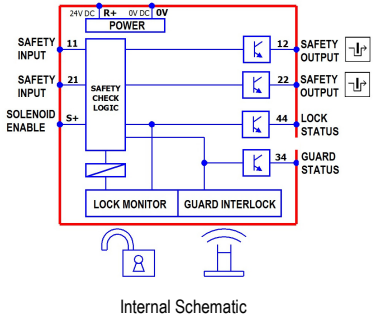 24V DC R+ 0V DC 0V
POWER
SAFETY INPUT 11
12 SAFETY OUTPUT
SAFETY INPUT 21
SAFETY CHECK LOGIC
22 SAFETY OUTPUT
SOLENOID ENABLE S+
44 LOCK STATUS
34 GUARD STATUS
LOCK MONITOR
GUARD INTERLOCK
Internal Schematic